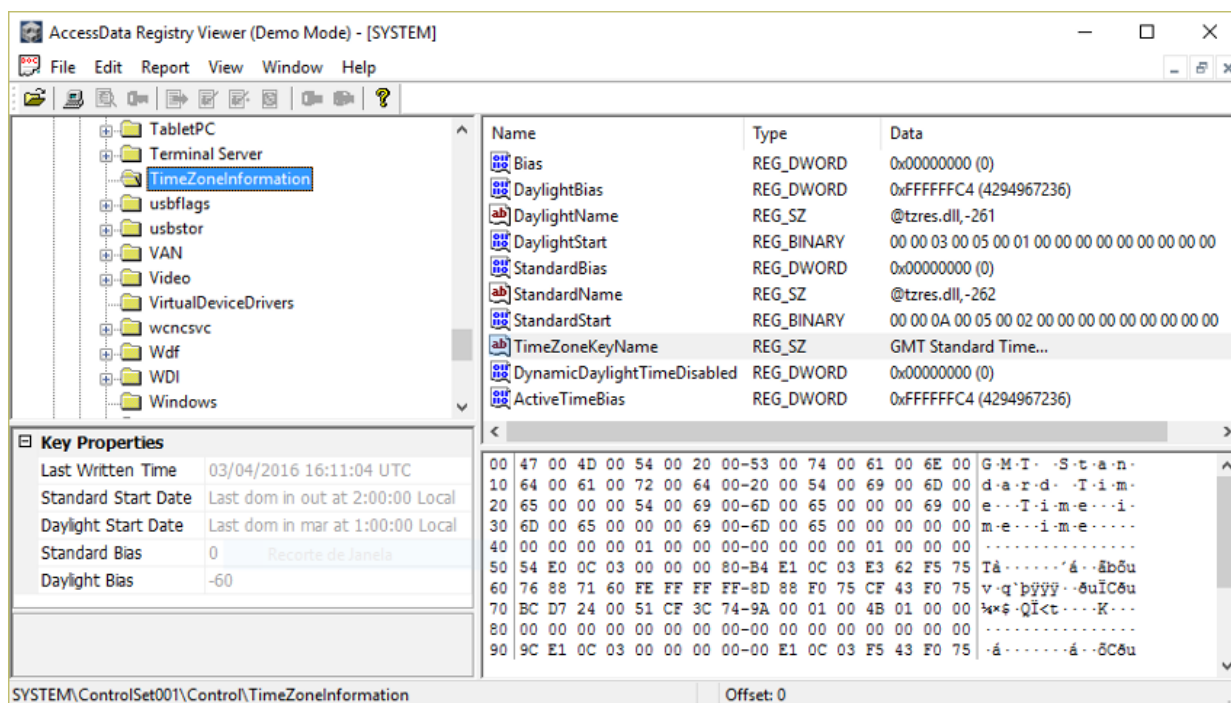 AccessData Registry Viewer (Demo Mode) - [SYSTEM]
File Edit Report View Window Help
TabletPC
Terminal Server
TimeZoneInformation
usbflags
usbstor
VAN
Video
VirtualDeviceDrivers
wcncsvc
Wdf
WDI
Windows
Name Type Data
Bias REG_DWORD 0x00000000 (0)
DaylightBias REG_DWORD 0xFFFFFFC4 (4294967236)
DaylightName REG_SZ @tzres.dll,-261
DaylightStart REG_BINARY 00 00 03 00 05 00 01 00 00 00 00 00 00 00 00 00
StandardBias REG_DWORD 0x00000000 (0)
StandardName REG_SZ @tzres.dll,-262
StandardStart REG_BINARY 00 00 0A 00 05 00 02 00 00 00 00 00 00 00 00 00
TimeZoneKeyName REG_SZ GMT Standard Time...
DynamicDaylightTimeDisabled REG_DWORD 0x00000000 (0)
ActiveTimeBias REG_DWORD 0xFFFFFFC4 (4294967236)
Key Properties
Last Written Time 03/04/2016 16:11:04 UTC
Standard Start Date Last dom in out at 2:00:00 Local
Daylight Start Date Last dom in mar at 1:00:00 Local
Standard Bias 0
Recorte de Janela
Daylight Bias -60
00 47 00 4D 00 54 00 20 00-53 00 74 00 61 00 6E 00 G·M·T· ·S·t·a·n·
10 64 00 61 00 72 00 64 00-20 00 54 00 69 00 6D 00 d·a·r·d· ·T·i·m·
20 65 00 00 00 54 00 69 00-6D 00 65 00 00 00 69 00 e···T·i·m·e···i·
30 6D 00 65 00 00 00 69 00-6D 00 65 00 00 00 00 00 m·e···i·m·e·····
40 00 00 00 00 01 00 00 00-00 00 00 00 01 00 00 00 ················
50 54 E0 0C 03 00 00 00 80-B4 E1 0C 03 E3 62 F5 75 Tà······´á··ãbõu
60 76 88 71 60 FE FF FF FF-8D 88 F0 75 CF 43 F0 75 v·q`þÿÿÿ··ðuÏCðu
70 BC D7 24 00 51 CF 3C 74-9A 00 01 00 4B 01 00 00 ¼×$·QÏ<t····K···
80 00 00 00 00 00 00 00 00-00 00 00 00 00 00 00 00 ················
90 9C E1 0C 03 00 00 00 00-00 E1 0C 03 F5 43 F0 75 ·á·······á··õCðu
SYSTEM\ControlSet001\Control\TimeZoneInformation Offset: 0